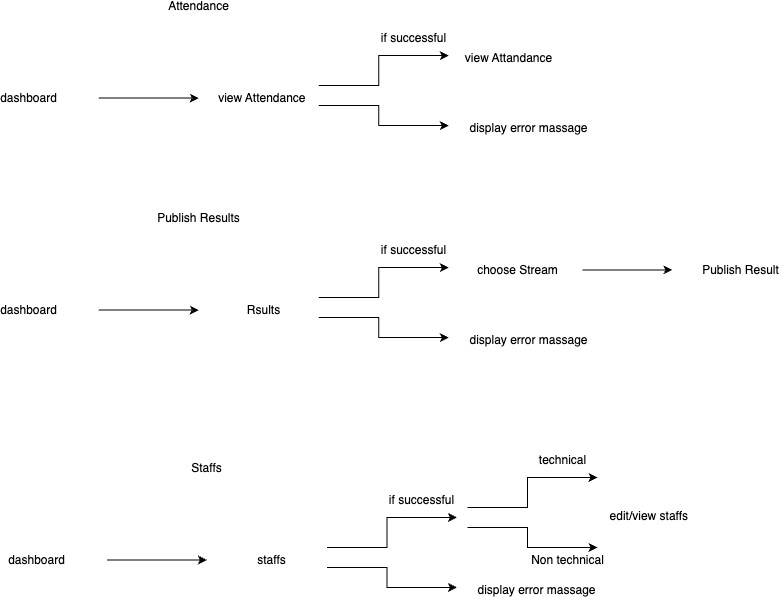 Attendance
if successful
view Attandance
dashboard
view Attendance
display error massage
Publish Results
if successful
choose Stream
Publish Result
dashboard
Rsults
display error massage
technical
Staffs
if successful
edit/view staffs
dashboard
staffs
Non technical
display error massage